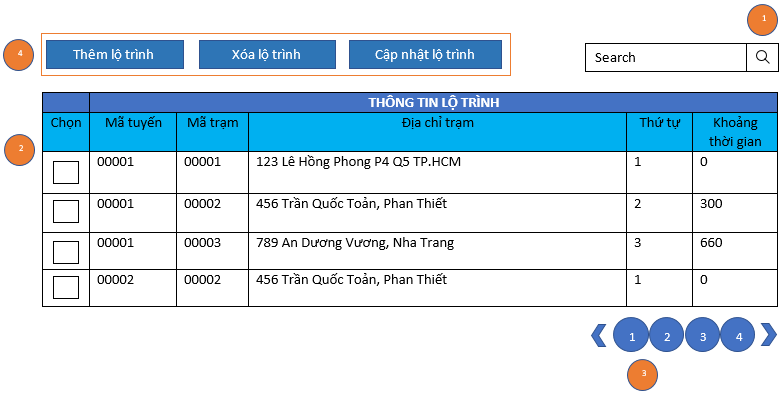 1
4
Thêm lộ trình
Xóa lộ trình
Cập nhật lộ trình
Search
THÔNG TIN LỘ TRÌNH
2
Chọn
Mã tuyến
Mã trạm
Địa chỉ trạm
Thứ tự
Khoảng
thời gian
00001
00001
123 Lê Hồng Phong P4 Q5 TP.HCM
1
0
00001
00002
456 Trần Quốc Toản, Phan Thiết
2
300
00001
00003
789 An Dương Vương, Nha Trang
3
660
00002
00002
456 Trần Quốc Toản, Phan Thiết
1
0
1
2
3
4
3